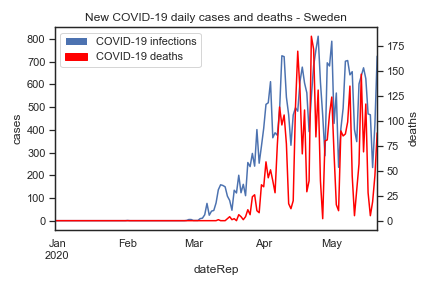 New COVID-19 daily cases and deaths - Sweden
COVID-19 infections
COVID-19 deaths
800
700
600
500
400
300
200
100
0
cases
175
150
125
100
75
50
25
0
deaths
Jan Feb Mar Apr May
2020
dateRep